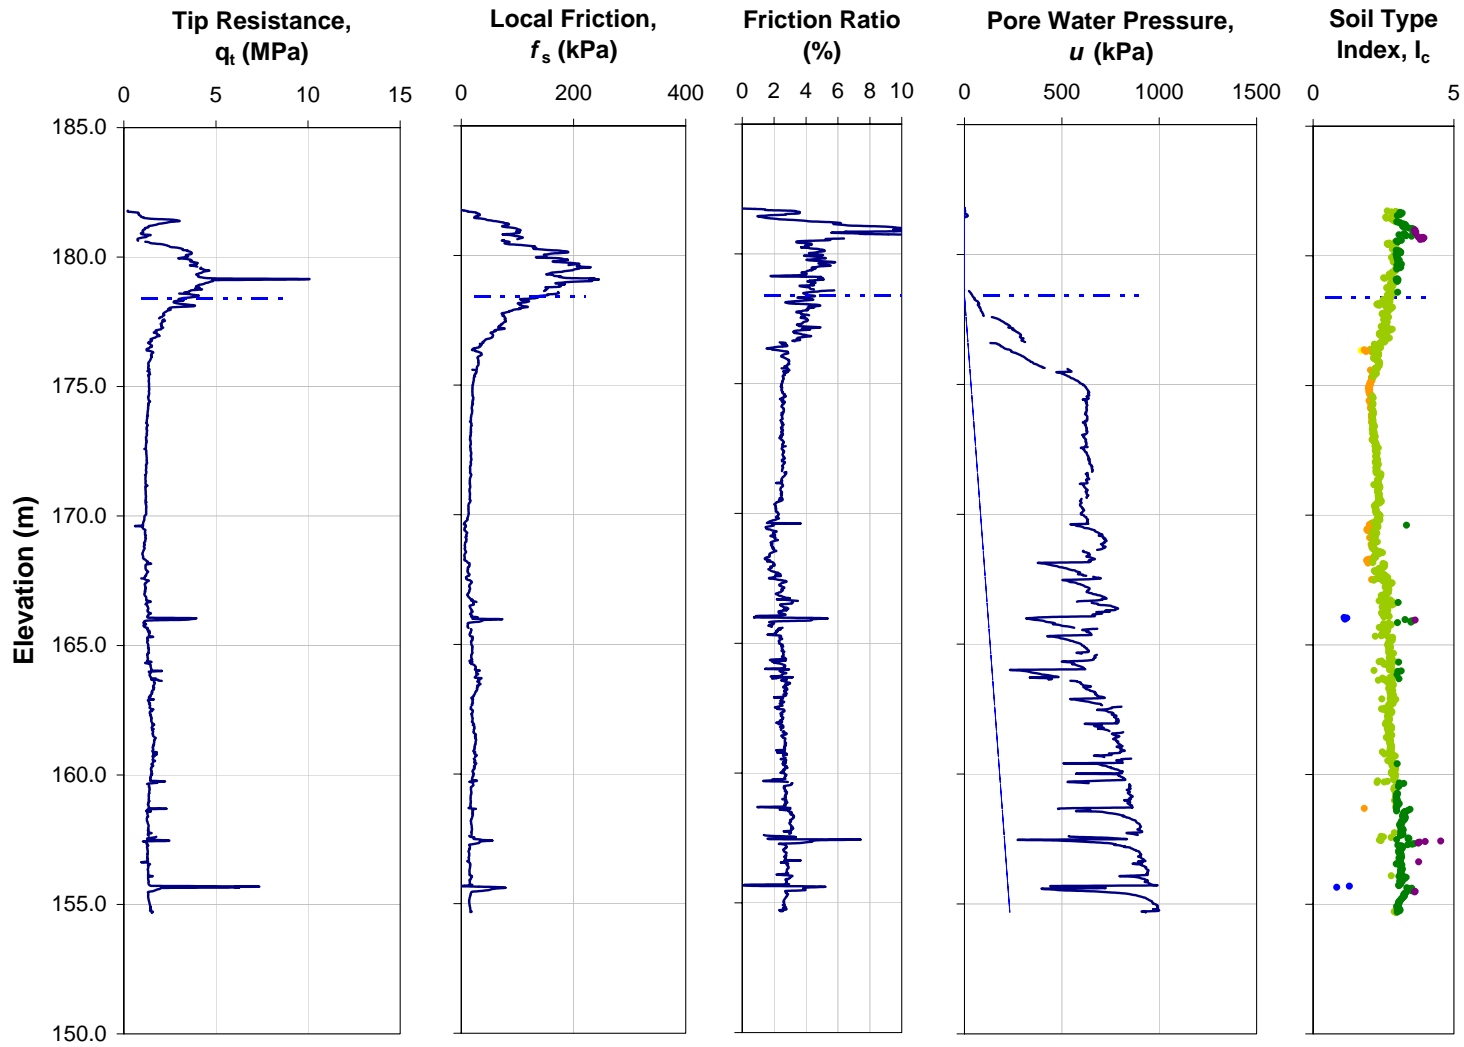 Tip Resistance,
qt (MPa)
Local Friction,
fs (kPa)
Friction Ratio
(%)
Pore Water Pressure,
u (kPa)
Soil Type
Index, Ic
0 5 10 15
0 200 400
0 2 4 6 8 10
0 500 1000 1500
0 5
Elevation (m)
185.0
180.0
175.0
170.0
165.0
160.0
155.0
150.0